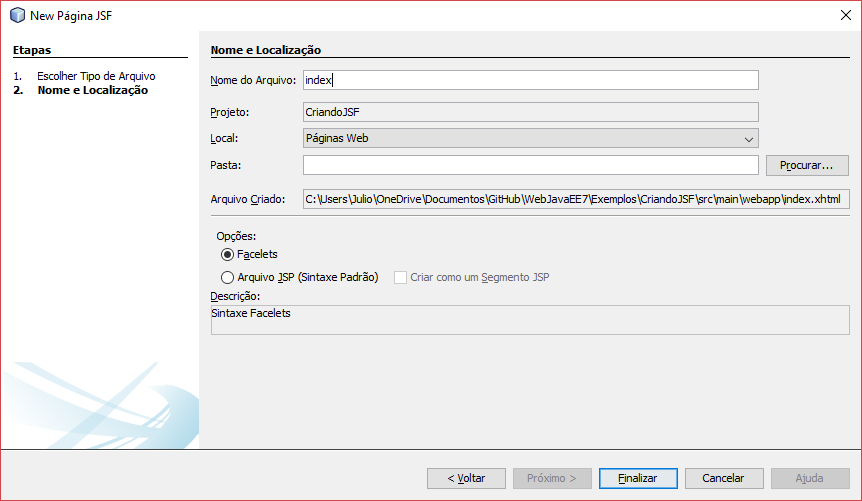 New Página JSF
Etapas
1. Escolher Tipo de Arquivo
2. Nome e Localização
Nome e Localização
Nome do Arquivo: index
Projeto: CriandoJSF
Local: Páginas Web
Pasta: Procurar...
Arquivo Criado: C:\Users\Julio\OneDrive\Documentos\GitHub\WebJavaEE7\Exemplos\CriandoJSF\src\main\webapp\index.xhtml
Opções:
Facelets
Arquivo JSP (Sintaxe Padrão) Criar como um Segmento JSP
Descrição:
Sintaxe Facelets
< Voltar Próximo > Finalizar Cancelar Ajuda